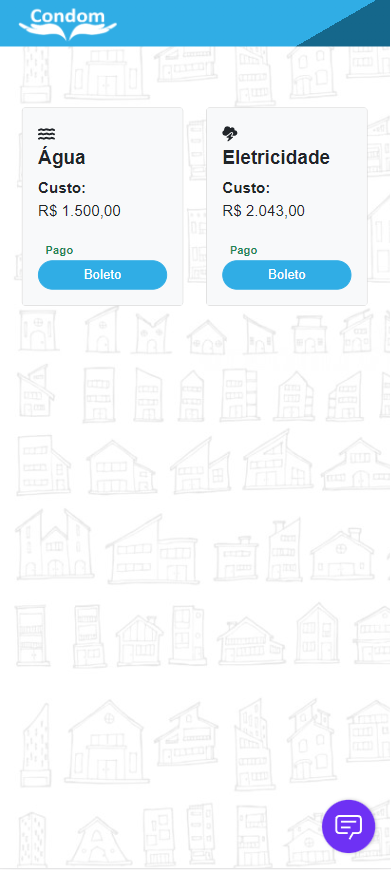 Condom
Água
Custo:
R$ 1.500,00
Pago
Boleto
Eletricidade
Custo:
R$ 2.043,00
Pago
Boleto